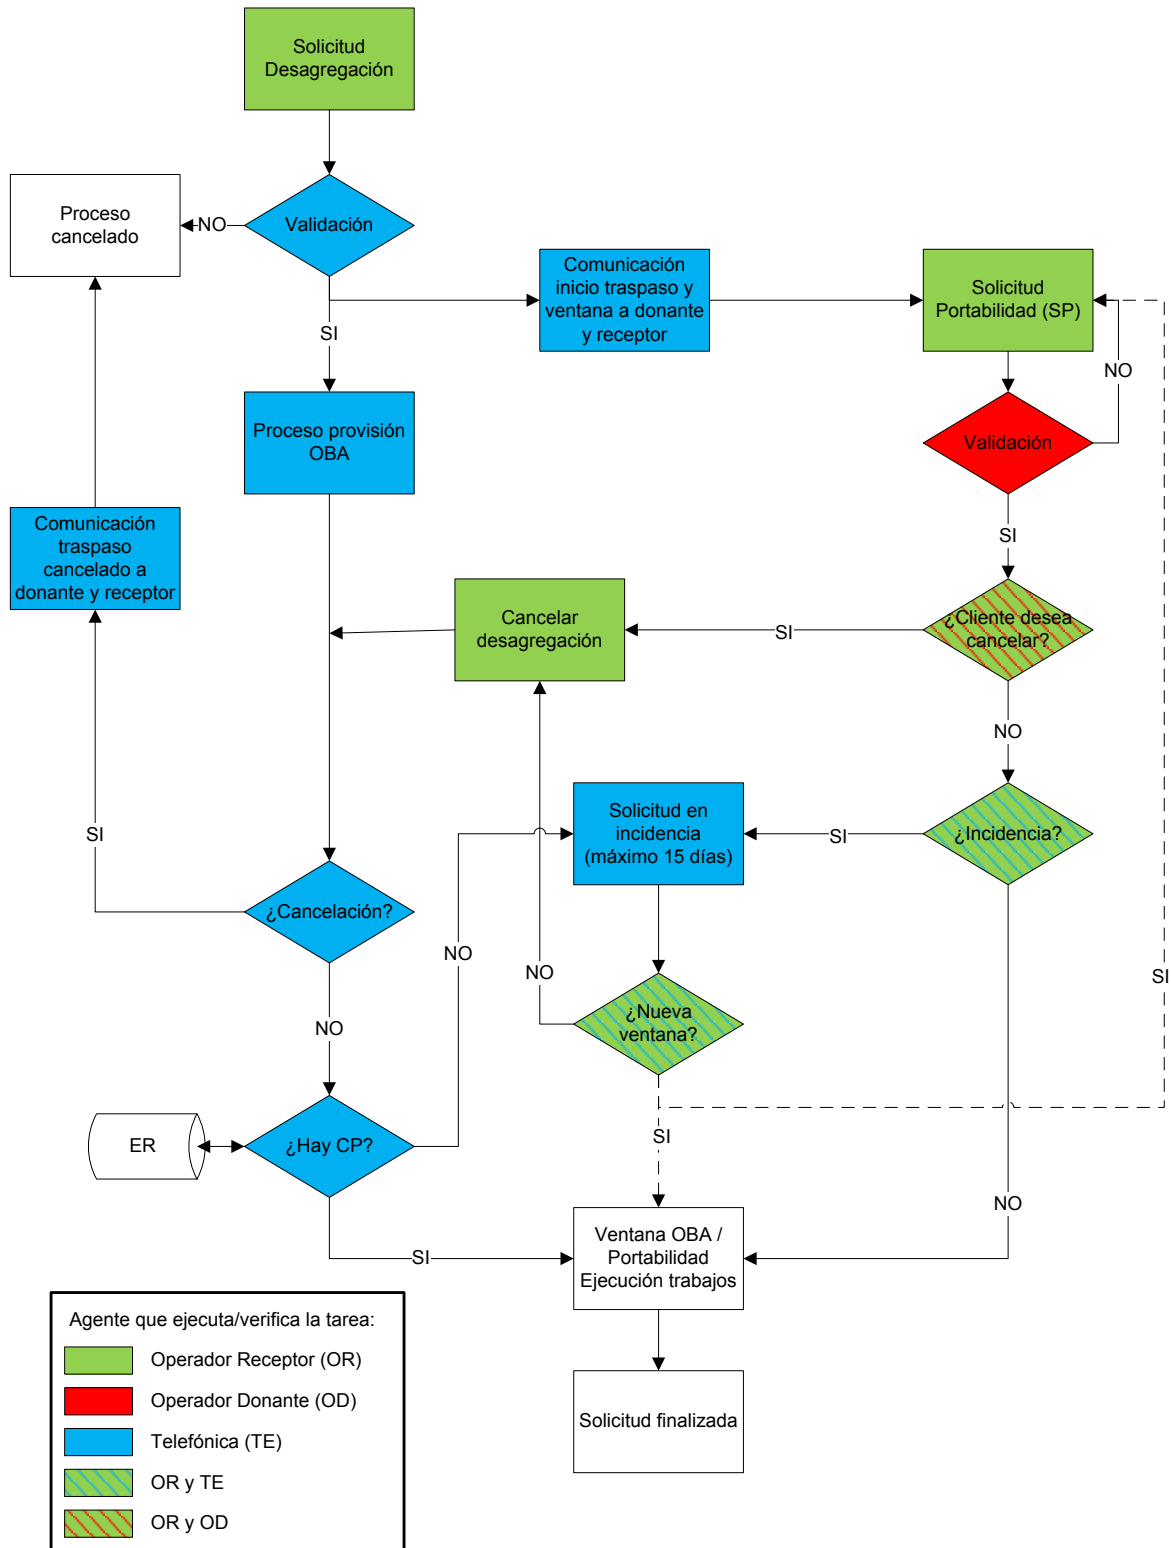 Solicitud
Desagregación
Proceso
cancelado
NO
Validación
SI
Comunicación
inicio traspaso y
ventana a donante
y receptor
Solicitud
Portabilidad (SP)
NO
Validación
SI
Proceso provisión
OBA
Comunicación
traspaso
cancelado a
donante y receptor
Cancelar
desagregación
SI
¿Cliente desea
cancelar?
NO
Solicitud en
incidencia
(máximo 15 días)
SI
¿Incidencia?
SI
¿Cancelación?
NO
NO
NO
¿Nueva
ventana?
SI
SI
NO
ER
¿Hay CP?
SI
Ventana OBA /
Portabilidad
Ejecución trabajos
Solicitud finalizada
Agente que ejecuta/verifica la tarea:
Operador Receptor (OR)
Operador Donante (OD)
Telefónica (TE)
OR y TE
OR y OD